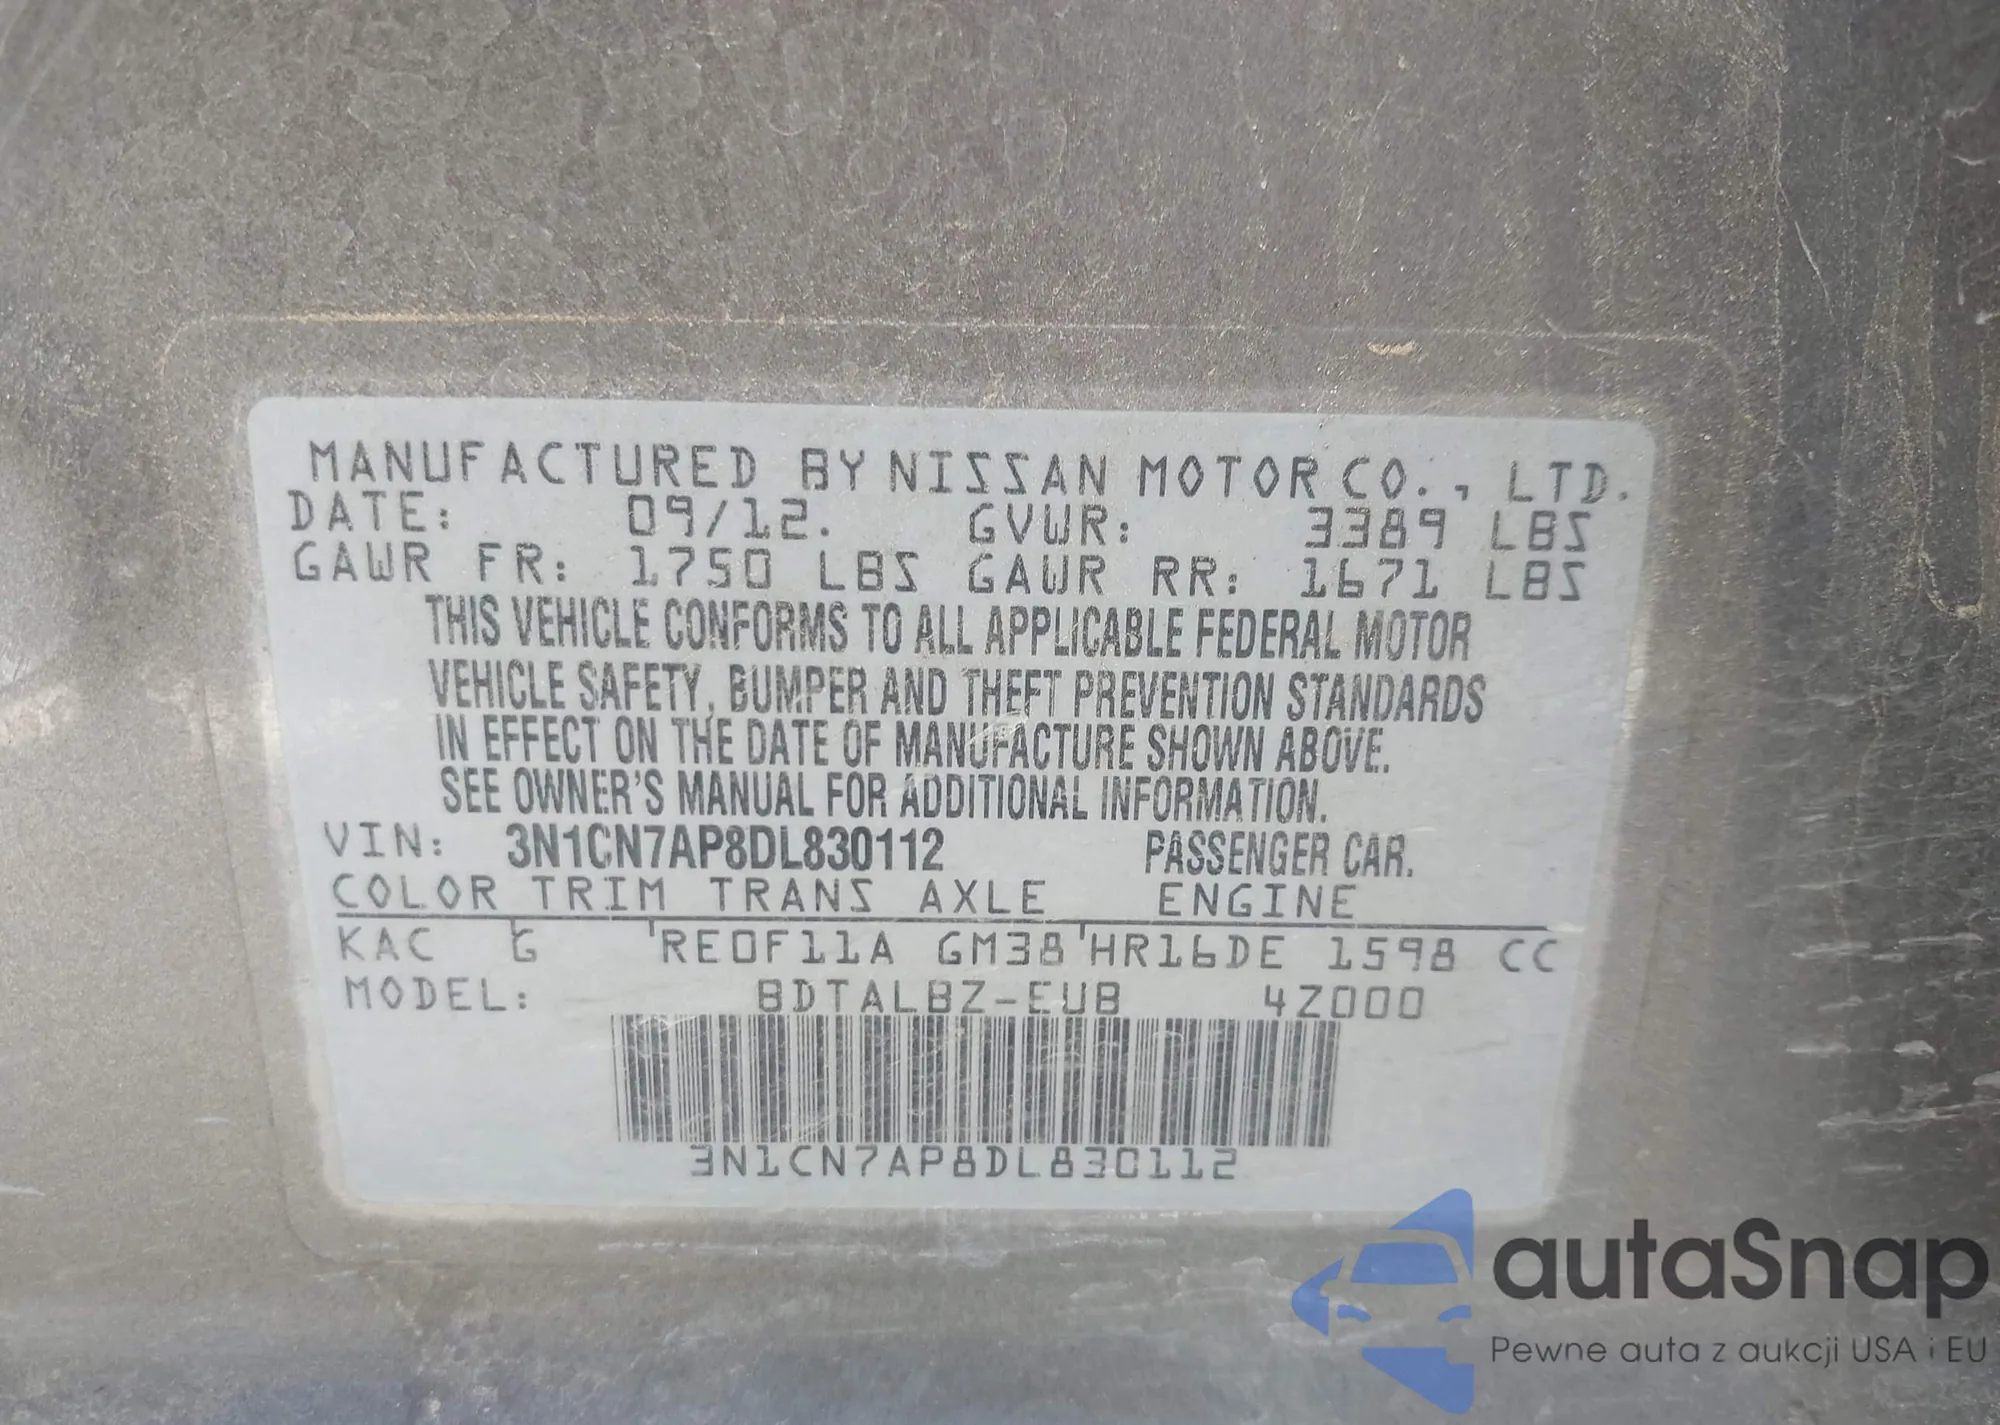 MANUFACTURED BY NISSAN MOTOR CO., LTD.
DATE: 09/12. GVWR: 3389 LBS
GAWR FR: 1750 LBS GAWR RR: 1671 LBS
THIS VEHICLE CONFORMS TO ALL APPLICABLE FEDERAL MOTOR
VEHICLE SAFETY, BUMPER AND THEFT PREVENTION STANDARDS
IN EFFECT ON THE DATE OF MANUFACTURE SHOWN ABOVE.
SEE OWNER'S MANUAL FOR ADDITIONAL INFORMATION.
VIN: 3N1CN7AP8DL830112 PASSENGER CAR.
COLOR TRIM TRANS AXLE ENGINE
KAC G RE0F11A GM38 HR16DE 1598 CC
MODEL: BDTALBZ-EUB 4Z000
3N1CN7AP8DL830112
autaSnap
Pewne auta z aukcji USA i EU